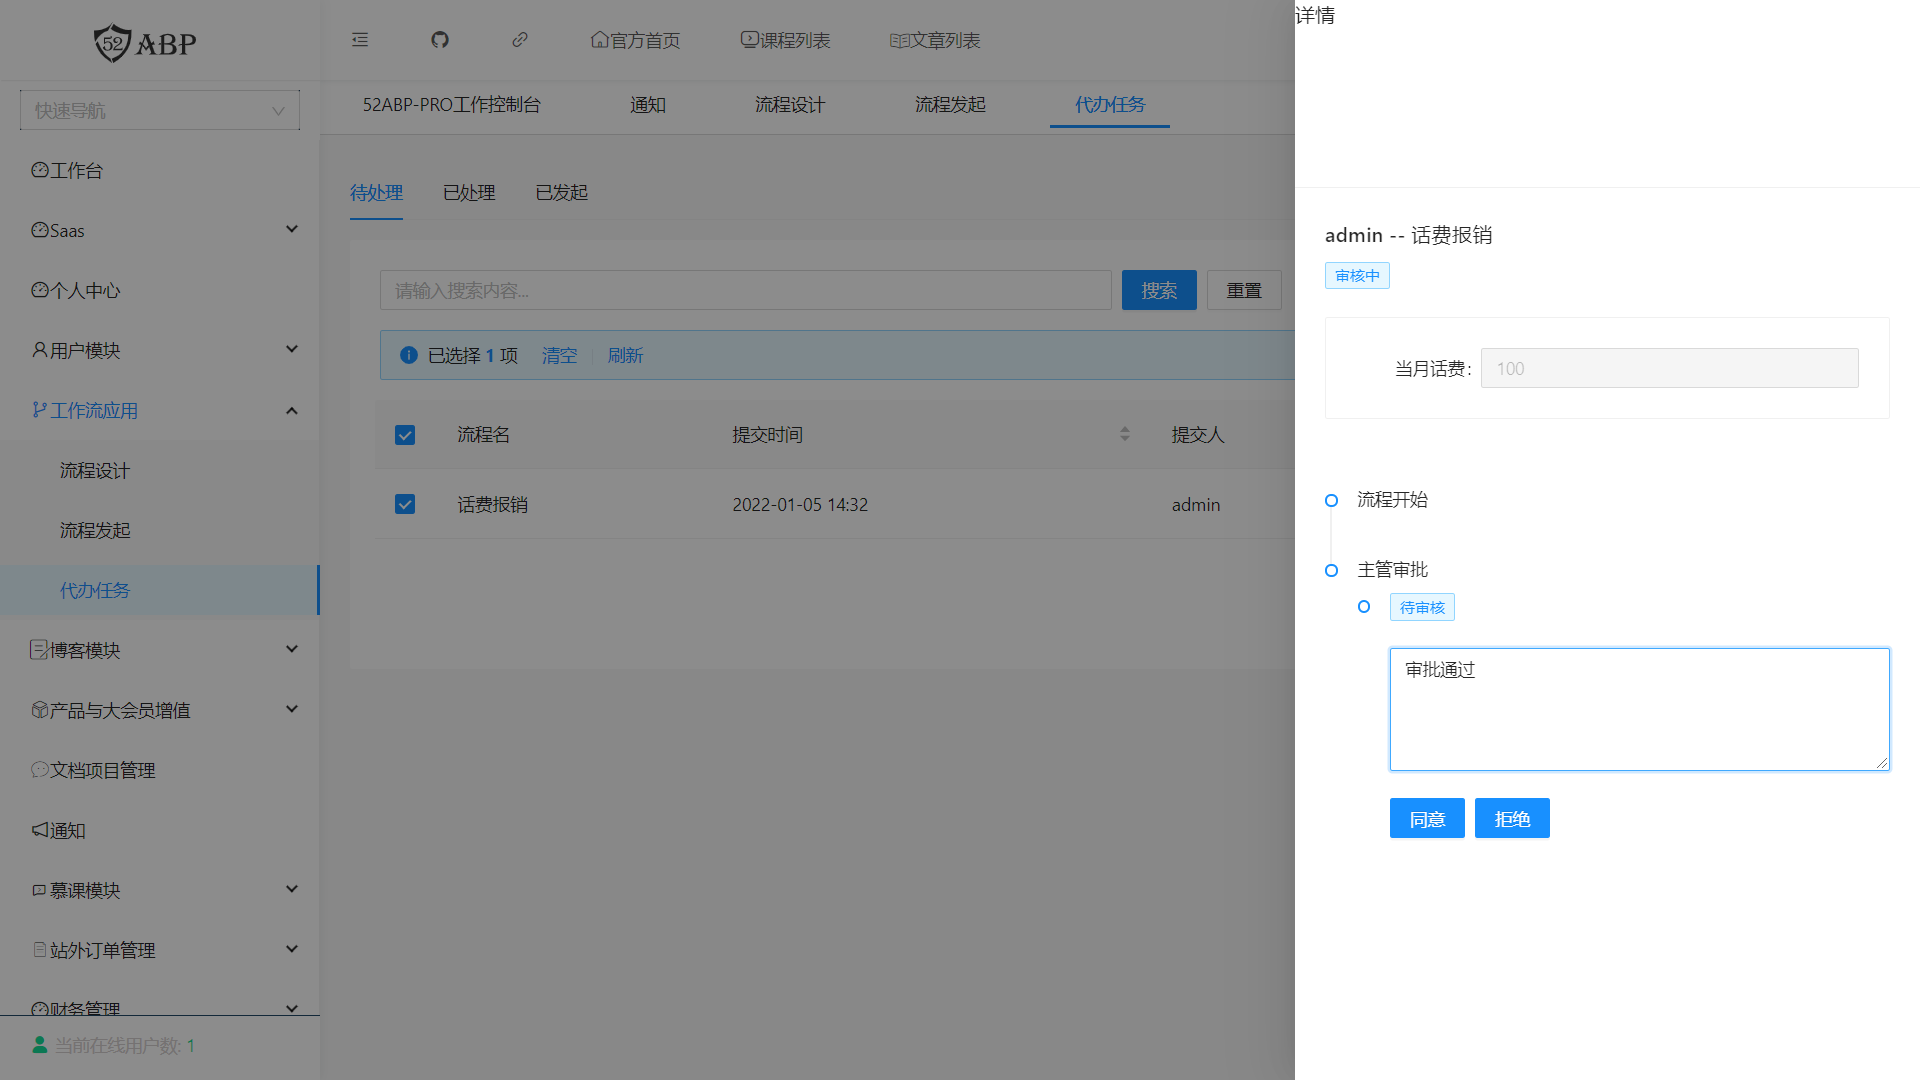 52 ABP
官方首页
课程列表
文章列表
快速导航
52ABP-PRO工作控制台
通知
流程设计
流程发起
代办任务
工作台
Saas
个人中心
用户模块
工作流应用
流程设计
流程发起
代办任务
博客模块
产品与大会员增值
文档项目管理
通知
慕课模块
站外订单管理
财务管理
当前在线用户数: 1
待处理
已处理
已发起
请输入搜索内容...
搜索
重置
已选择 1 项
清空
刷新
流程名
提交时间
提交人
话费报销
2022-01-05 14:32
admin
详情
admin -- 话费报销
审核中
当月话费:
100
流程开始
主管审批
待审核
审批通过
同意
拒绝